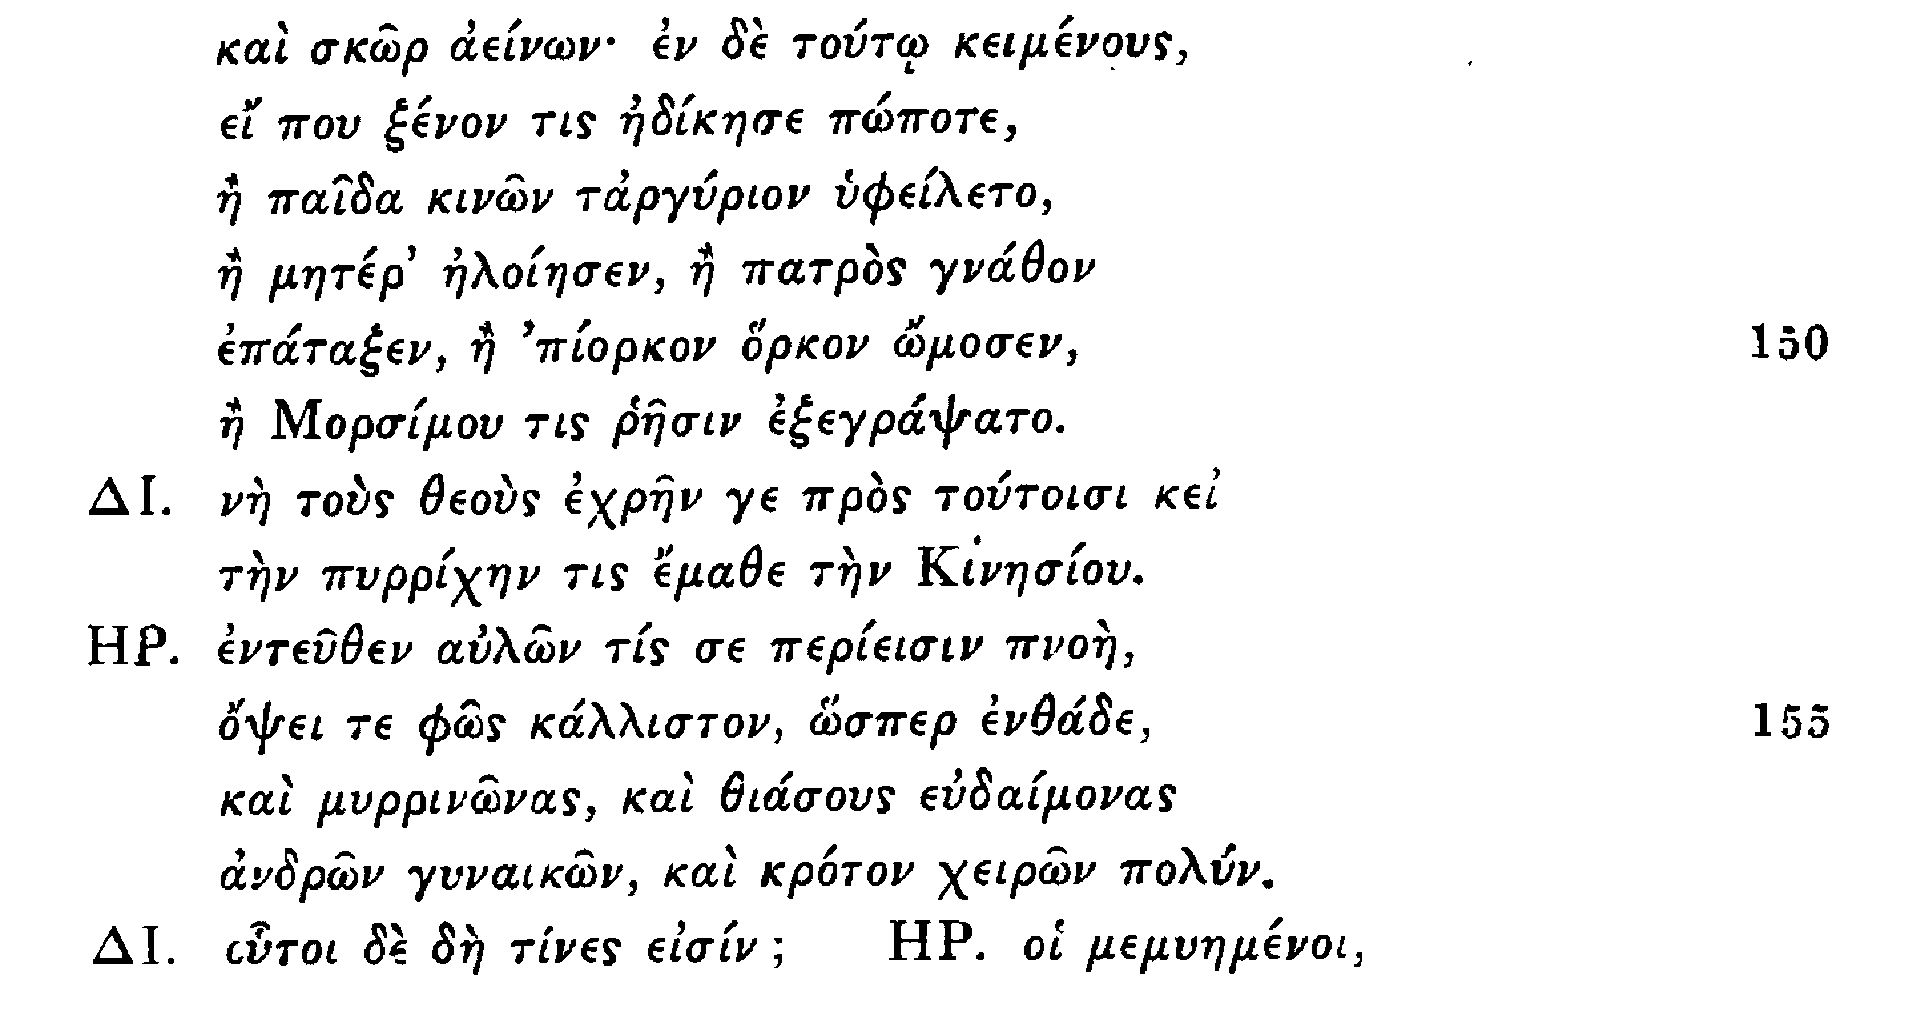 καὶ σκῶρ ἀείνων· ἐν δὲ τούτῳ κειμένους,
εἴ που ξένον τις ἠδίκησε πώποτε,
ἢ παῖδα κινῶν τἀργύριον ὑφείλετο,
ἢ μητέρ’ ἠλοίησεν, ἢ πατρὸς γνάθον
ἐπάταξεν, ἢ ’πίορκον ὅρκον ὤμοσεν, 150
ἢ Μορσίμου τις ῥῆσιν ἐξεγράψατο.
ΔΙ. νὴ τοὺς θεοὺς ἐχρῆν γε πρὸς τούτοισι κεἰ
τὴν πυρρίχην τις ἔμαθε τὴν Κινησίου.
ΗΡ. ἐντεῦθεν αὐλῶν τίς σε περίεισιν πνοὴ,
ὄψει τε φῶς κάλλιστον, ὥσπερ ἐνθάδε, 155
καὶ μυρρινῶνας, καὶ θιάσους εὐδαίμονας
ἀνδρῶν γυναικῶν, καὶ κρότον χειρῶν πολύν.
ΔΙ. οὗτοι δὲ δὴ τίνες εἰσίν; ΗΡ. οἱ μεμυημένοι,